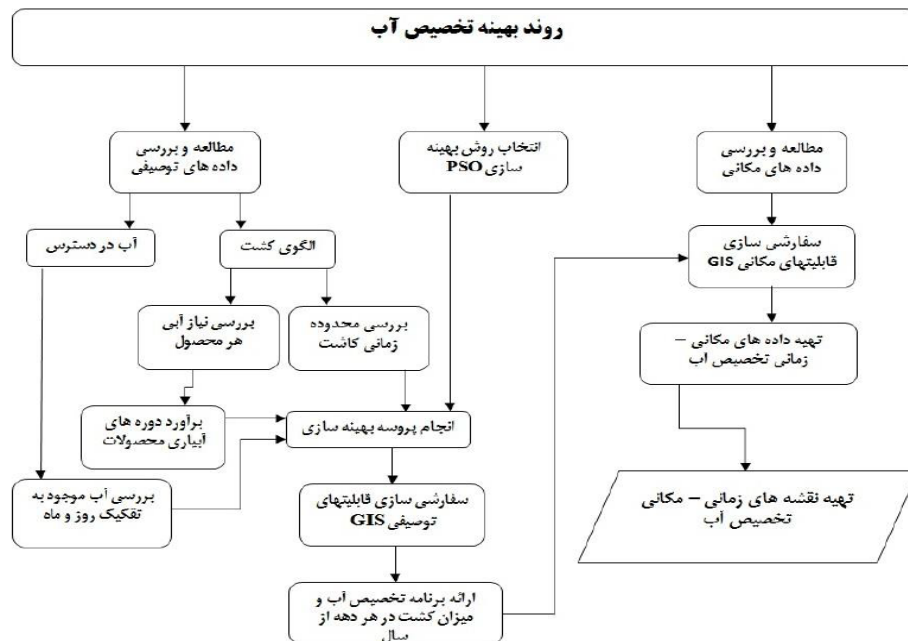 روند بهینه تخصیص آب
مطالعه و بررسی
داده های مکانی
انتخاب روش بهینه
سازی PSO
مطالعه و بررسی
داده های توصیفی
سفارشی سازی
قابلیتهای مکانی GIS
الگوی کشت
آب در دسترس
تهیه داده های مکانی –
زمانی تخصیص اب
بررسی محدوده
زمانی کاشت
بررسی نیاز آبی
هر محصول
انجام پروسه بهینه سازی
برآورد دوره های
آبیاری محصولات
تهیه نقشه های زمانی – مکانی
تخصیص آب
سفارشی سازی قابلیتهای
توصیفی GIS
بررسی آب موجود به
تفکیک روز و ماه
ارائه برنامه تخصیص آب و
میزان کشت در هر دهه از
سال